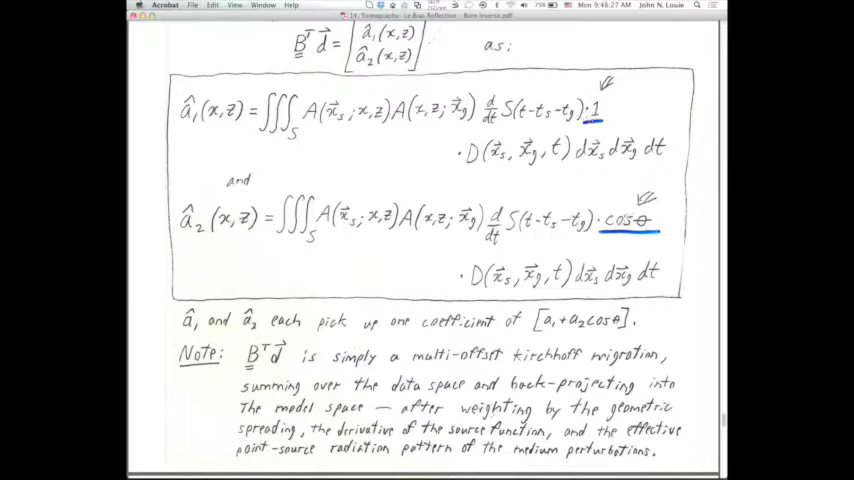 Acrobat File Edit View Window Help 75% Mon 9:48:27 AM John N. Louie
14. Tomography - Le Bras Reflective - Born Inverse.pdf
B^T d⃗ = [ â₁(x,z) as;
â₂(x,z) ]
â₁(x,z) = ∭_S A(x⃗_s; x,z) A(x,z; x⃗_g) d/dt S(t-t_s-t_g) · 1
· D(x⃗_s, x⃗_g, t) dx⃗_s dx⃗_g dt
and
â₂(x,z) = ∭_S A(x⃗_s; x,z) A(x,z; x⃗_g) d/dt S(t-t_s-t_g) · cosθ
· D(x⃗_s, x⃗_g, t) dx⃗_s dx⃗_g dt
â₁ and â₂ each pick up one coefficient of [a₁+a₂cosθ].
Note: B^T d⃗ is simply a multi-offset Kirchhoff migration,
summing over the data space and back-projecting into
the model space — after weighting by the geometric
spreading, the derivative of the source function, and the effective
point-source radiation pattern of the medium perturbations.